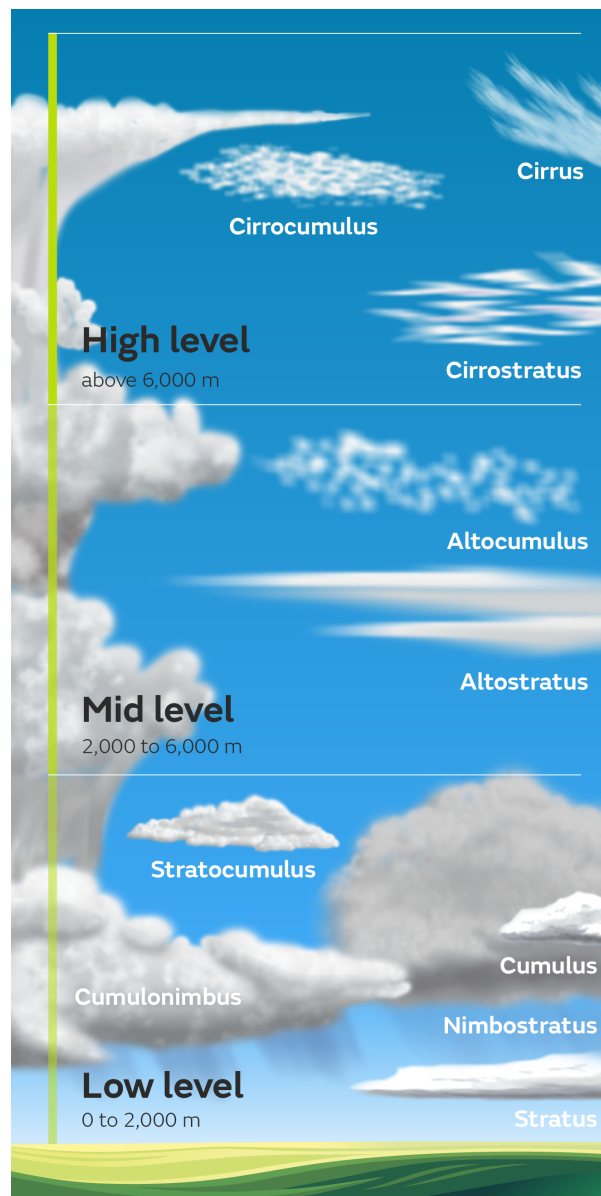 Cirrus
Cirrocumulus
High level
above 6,000 m
Cirrostratus
Altocumulus
Altostratus
Mid level
2,000 to 6,000 m
Stratocumulus
Cumulus
Cumulonimbus
Nimbostratus
Low level
0 to 2,000 m
Stratus